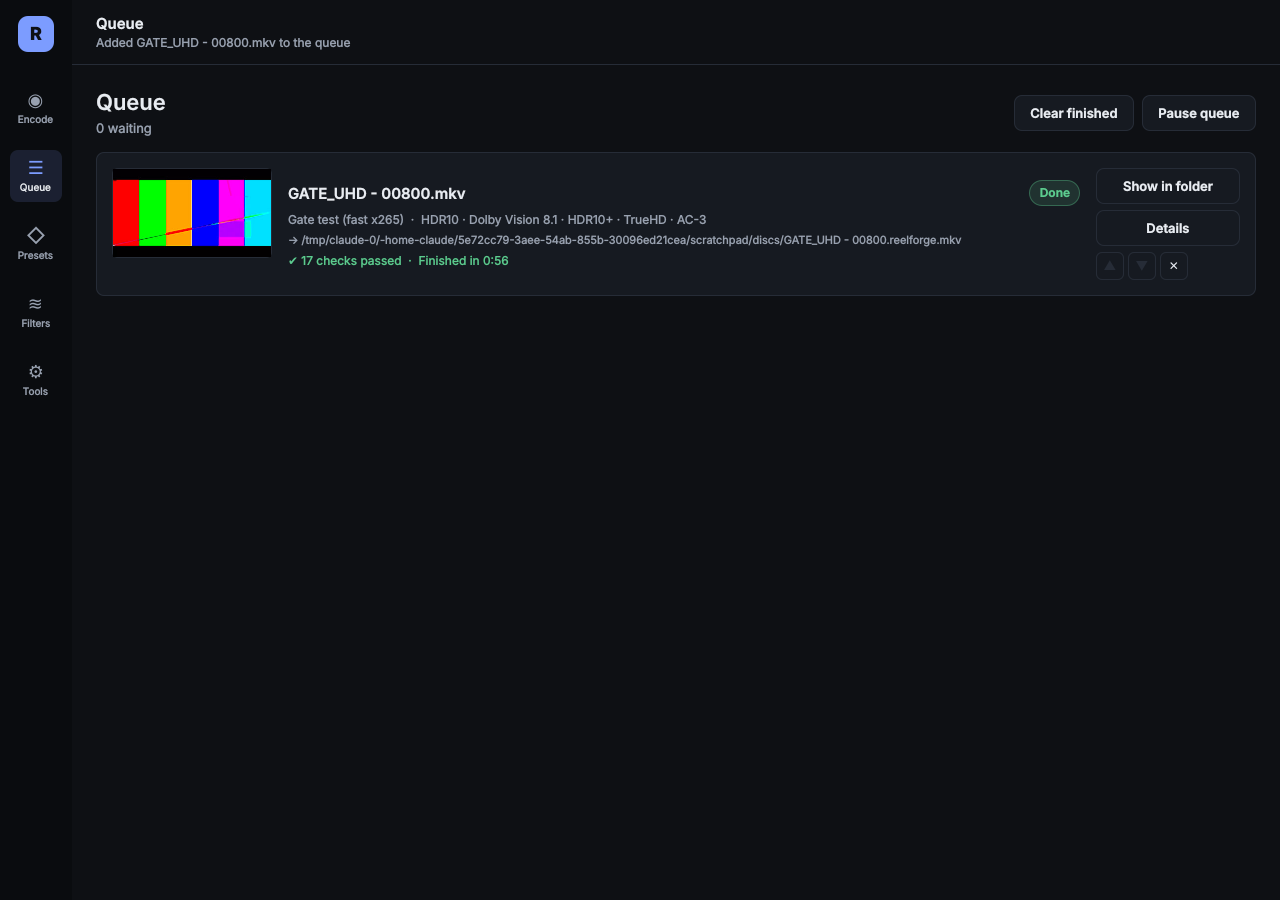 R
Queue
Added GATE_UHD - 00800.mkv to the queue
Encode
Queue
Presets
Filters
Tools
Queue
0 waiting
Clear finished
Pause queue
GATE_UHD - 00800.mkv
Gate test (fast x265) · HDR10 · Dolby Vision 8.1 · HDR10+ · TrueHD · AC-3
→ /tmp/claude-0/-home-claude/5e72cc79-3aee-54ab-855b-30096ed21cea/scratchpad/discs/GATE_UHD - 00800.reelforge.mkv
✔ 17 checks passed · Finished in 0:56
Done
Show in folder
Details